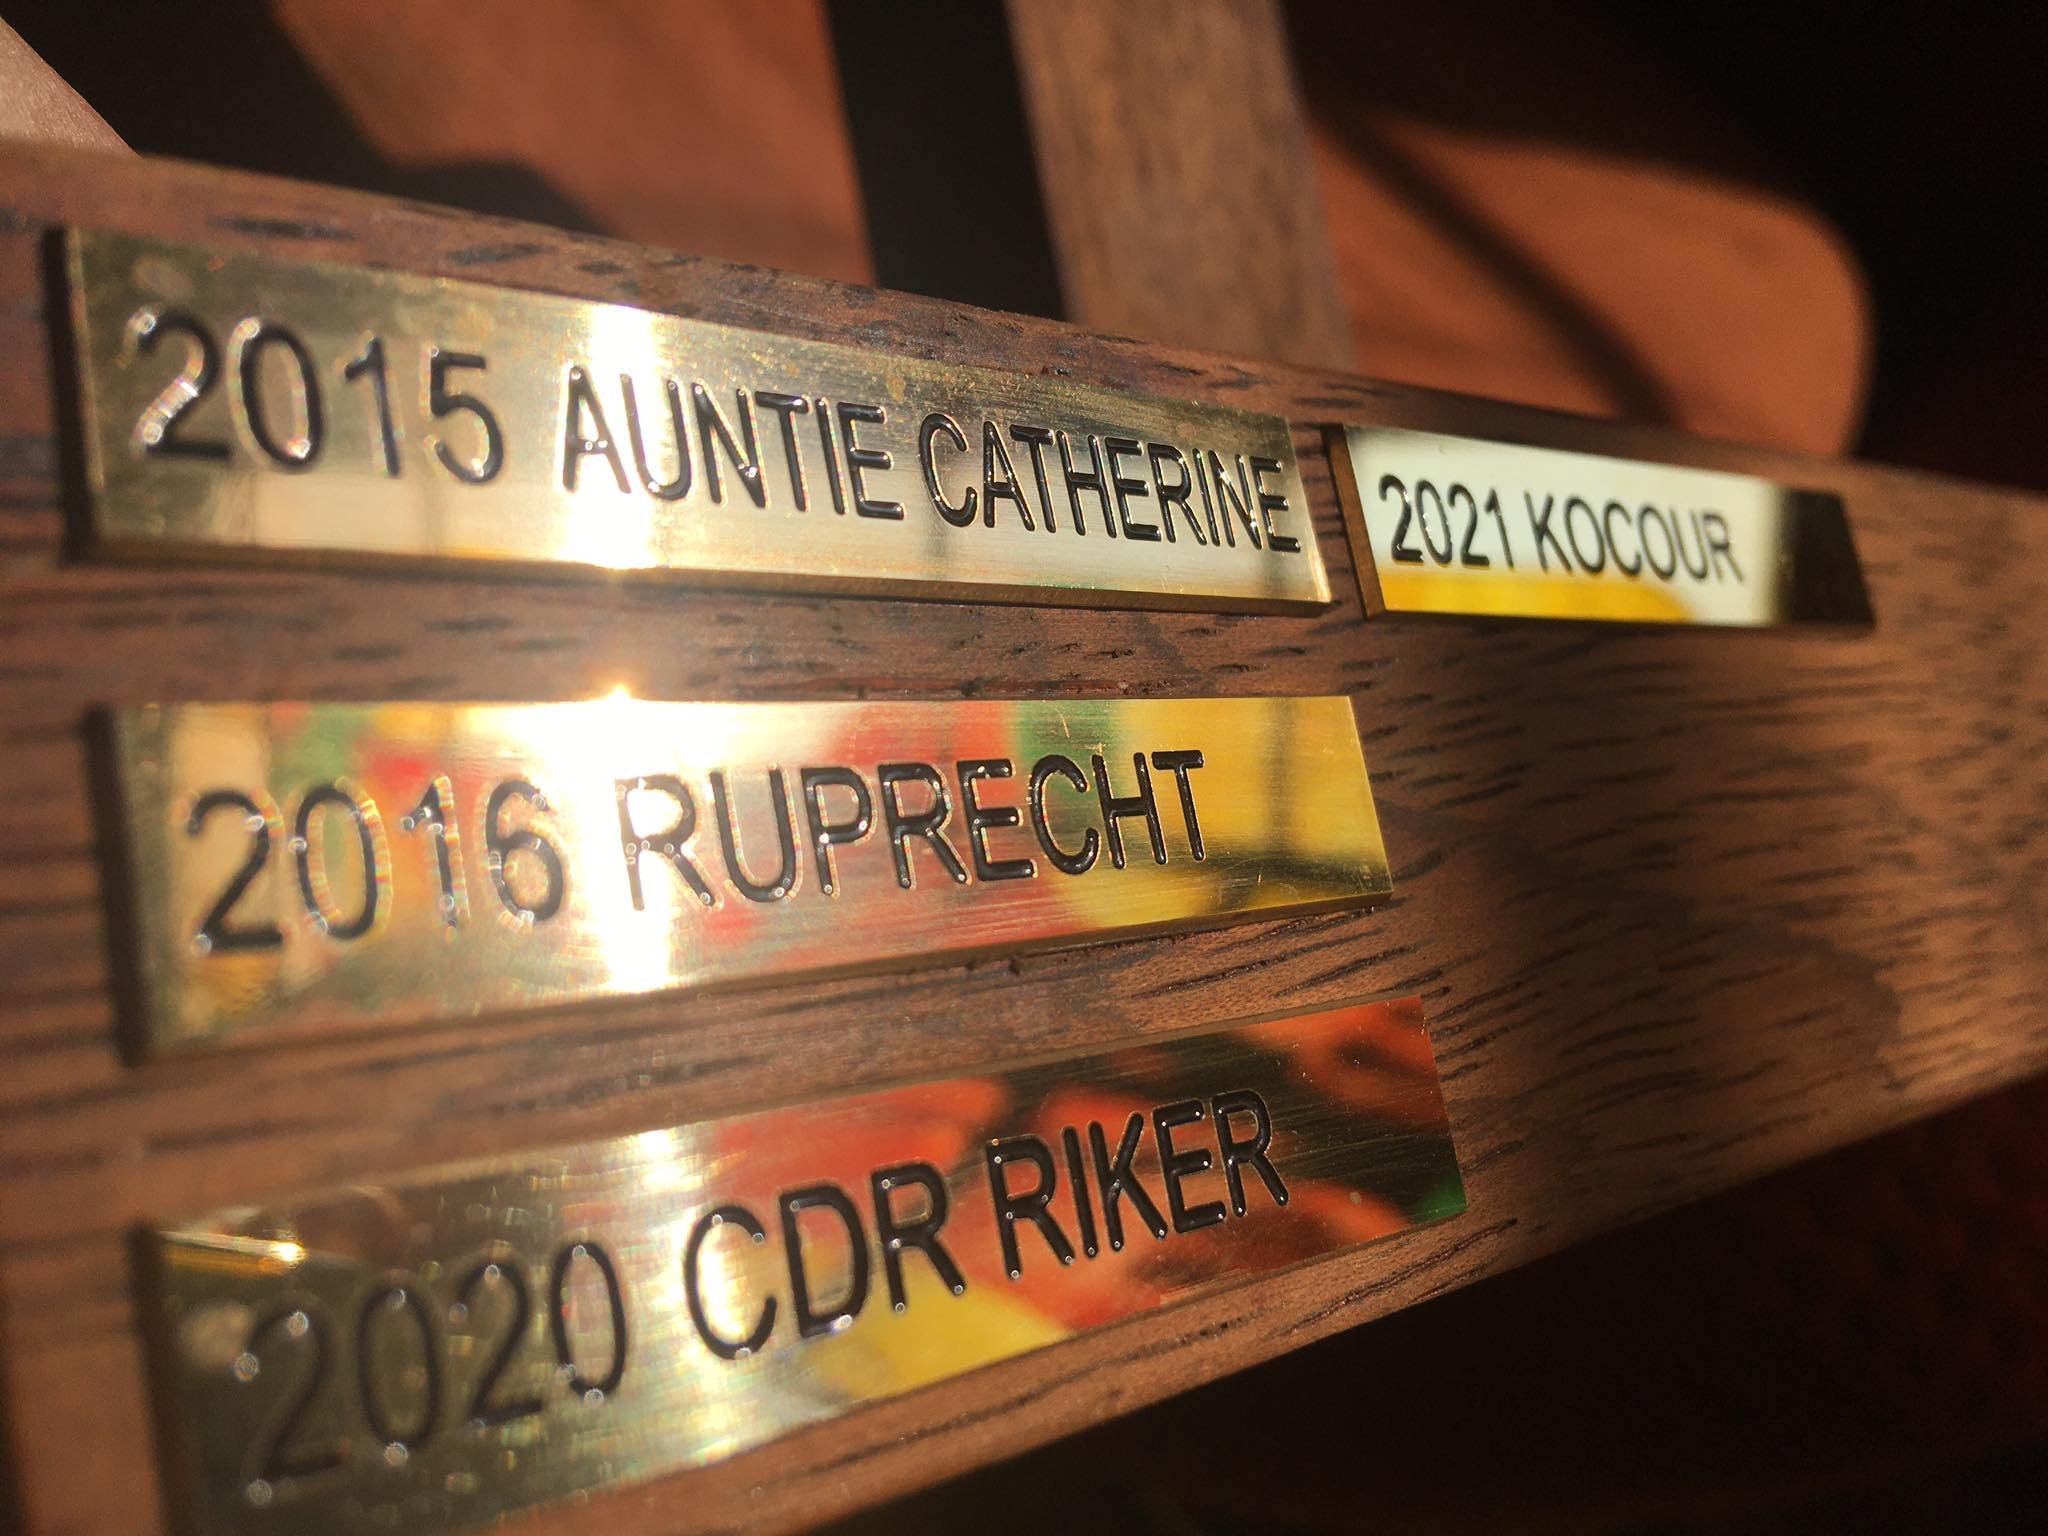 2015 AUNTIE CATHERINE
2021 KOCOUR
2016 RUPRECHT
2020 CDR RIKER